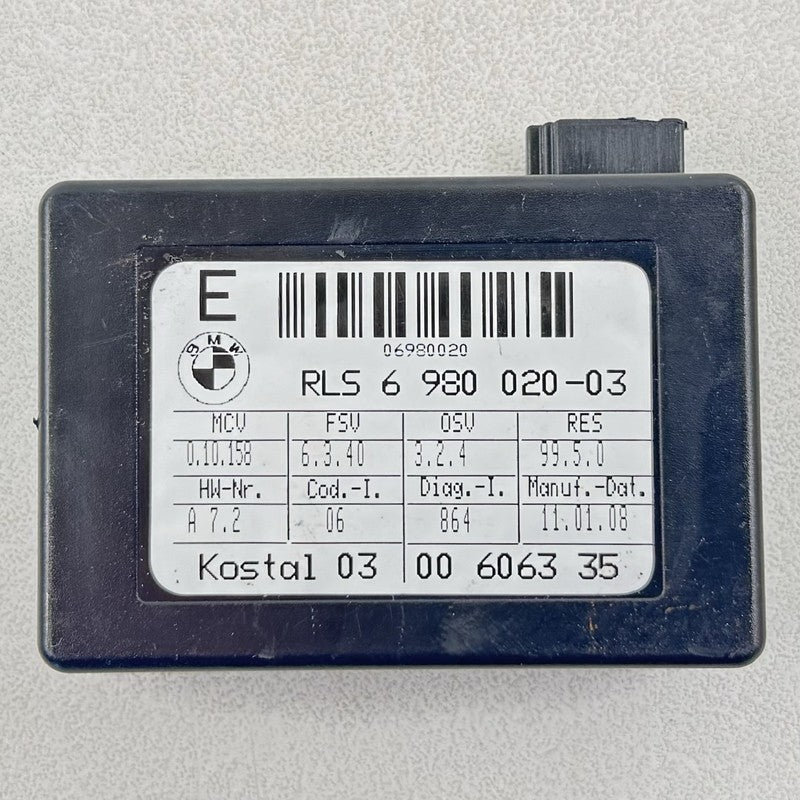 E
BMW
06980020
RLS 6 980 020-03
MCV FSV OSV RES
0.10.158 6.3.40 3.2.4 99.5.0
HW-Nr. Cod.-I. Diag.-I. Manuf.-Dat.
A 7.2 06 864 11.01.08
Kostal 03 00 6063 35